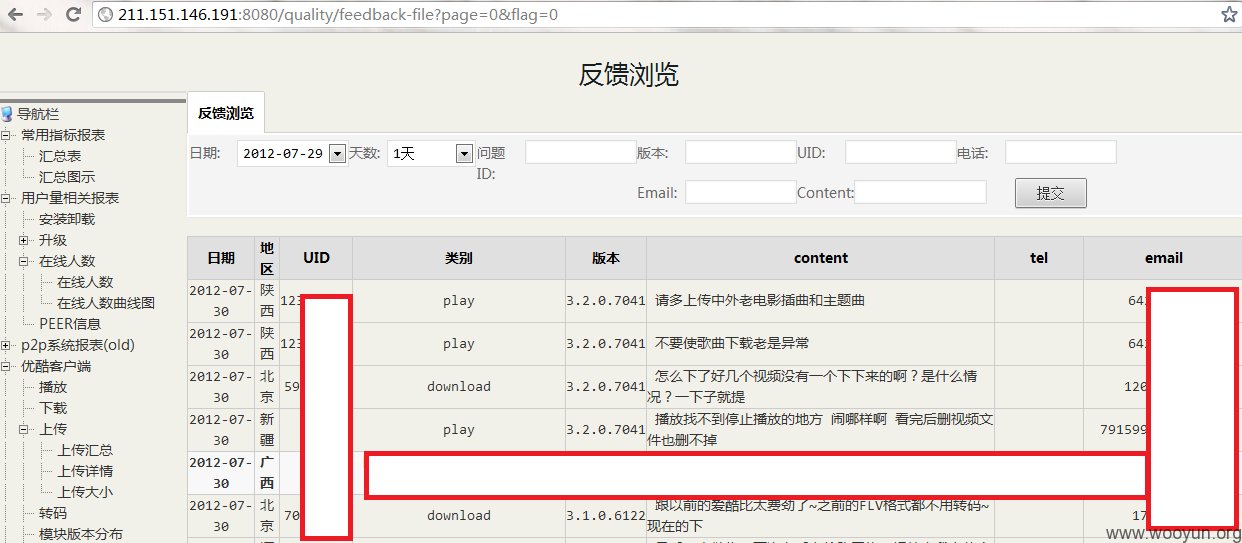 211.151.146.191:8080/quality/feedback-file?page=0&flag=0
反馈浏览
导航栏
常用指标报表
汇总表
汇总图示
用户量相关报表
安装卸载
升级
在线人数
在线人数
在线人数曲线图
PEER信息
p2p系统报表(old)
优酷客户端
播放
下载
上传
上传汇总
上传详情
上传大小
转码
模块版本分布
反馈浏览
日期: 2012-07-29 天数: 1天 问题ID: 版本: UID: 电话:
Email: Content: 提交
日期 地区 UID 类别 版本 content tel email
2012-07-30 陕西 123 play 3.2.0.7041 请多上传中外老电影插曲和主题曲 64
2012-07-30 陕西 123 play 3.2.0.7041 不要使歌曲下载老是异常 64
2012-07-30 北京 59 download 3.2.0.7041 怎么下了好几个视频没有一个下下来的啊？是什么情况？一下子就提 120
2012-07-30 新疆 play 3.2.0.7041 播放找不到停止播放的地方 闹哪样啊 看完后删视频文件也删不掉 791599
2012-07-30 广西
2012-07-30 北京 70 download 3.1.0.6122 跟以前的爱酷比太费劲了~之前的FLV格式都不用转码~现在的下 17
www.wooyun.org